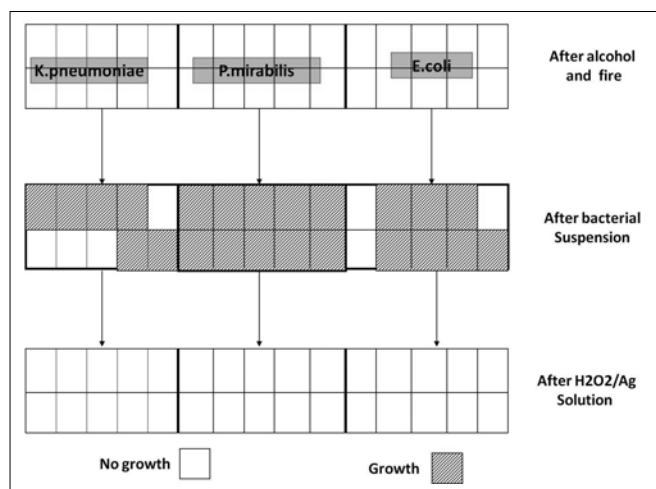 K.pneumoniae
P.mirabilis
E.coli
After alcohol
and fire
After bacterial
Suspension
After H2O2/Ag
Solution
No growth
Growth